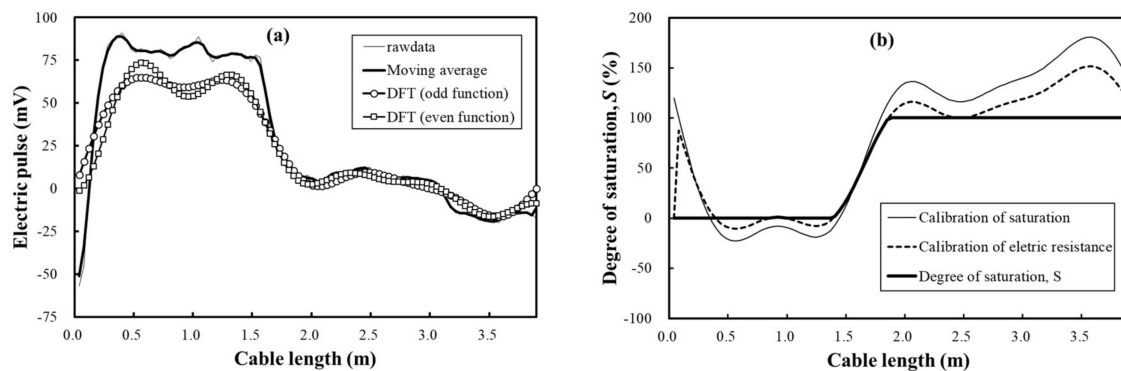 (a)
100
75
50
25
0
-25
-50
-75
Electric pulse (mV)
rawdata
Moving average
DFT (odd function)
DFT (even function)
0.0 0.5 1.0 1.5 2.0 2.5 3.0 3.5
Cable length (m)
(b)
200
150
100
50
0
-50
-100
Degree of saturation, S (%)
Calibration of saturation
Calibration of eletric resistance
Degree of saturation, S
0.0 0.5 1.0 1.5 2.0 2.5 3.0 3.5
Cable length (m)